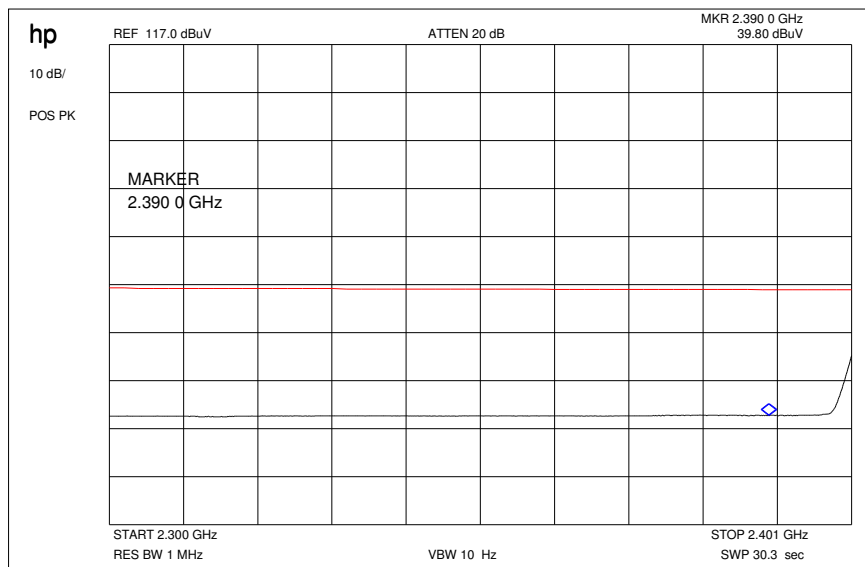 hp
MKR 2.390 0 GHz
REF 117.0 dBuV ATTEN 20 dB 39.80 dBuV
10 dB/
POS PK
MARKER
2.390 0 GHz
START 2.300 GHz STOP 2.401 GHz
RES BW 1 MHz VBW 10 Hz SWP 30.3 sec